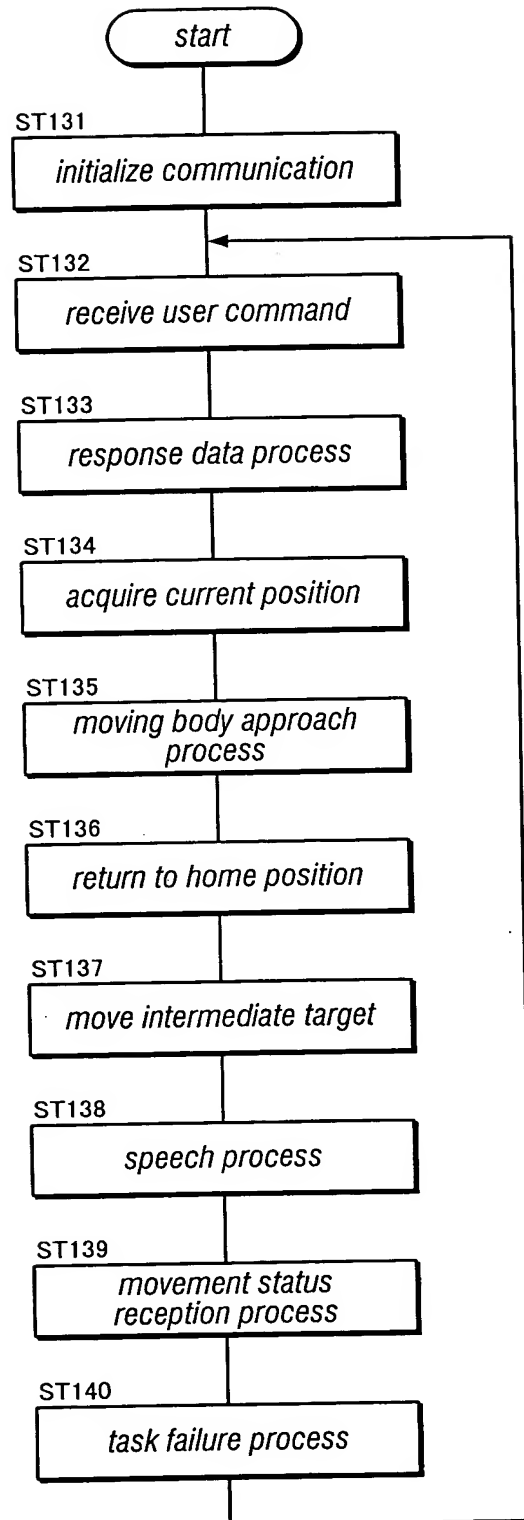 start
ST131
initialize communication
ST132
receive user command
ST133
response data process
ST134
acquire current position
ST135
moving body approach
process
ST136
return to home position
ST137
move intermediate target
ST138
speech process
ST139
movement status
reception process
ST140
task failure process